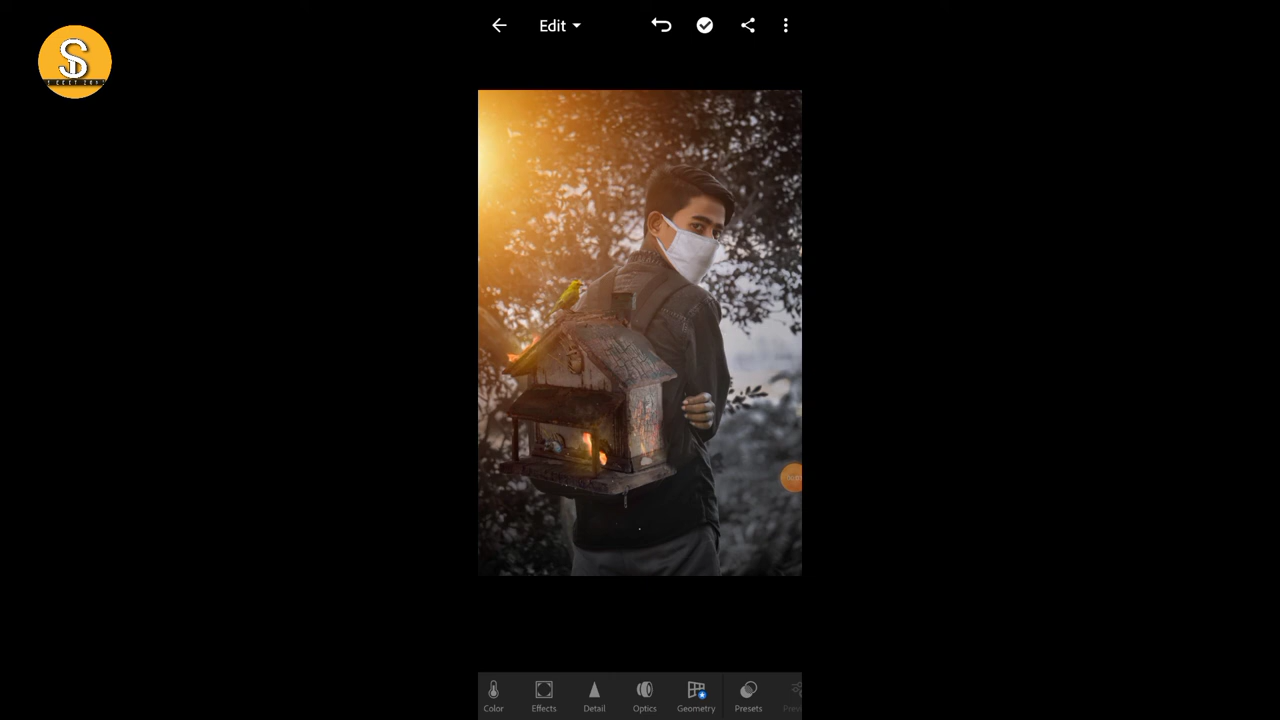 Edit
S
Color
Effects
Detail
Optics
Geometry
Presets